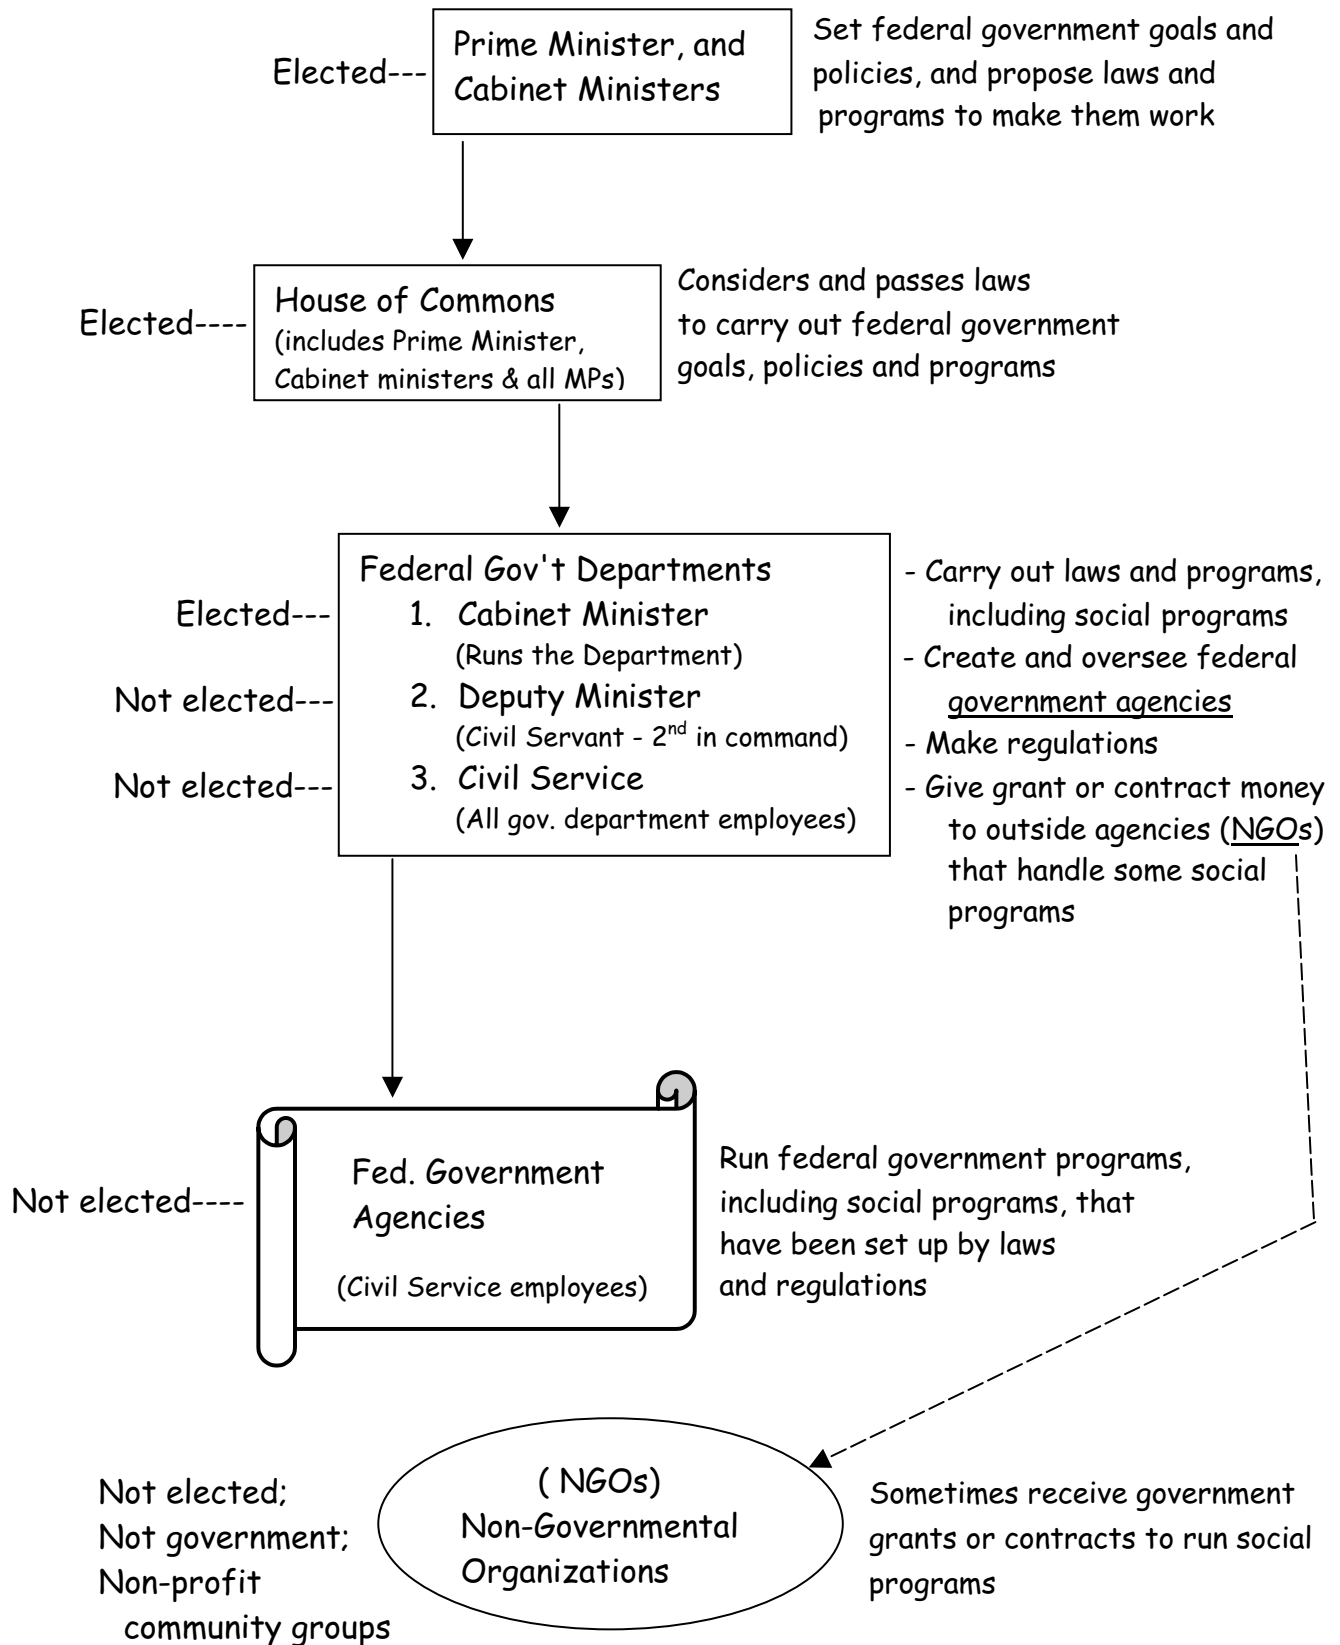 Elected---
Prime Minister, and
Cabinet Ministers
Set federal government goals and
policies, and propose laws and
programs to make them work
Elected----
House of Commons
(includes Prime Minister,
Cabinet ministers & all MPs)
Considers and passes laws
to carry out federal government
goals, policies and programs
Federal Gov't Departments
Elected---
1. Cabinet Minister
(Runs the Department)
Not elected---
2. Deputy Minister
(Civil Servant - 2nd in command)
Not elected---
3. Civil Service
(All gov. department employees)
- Carry out laws and programs,
including social programs
- Create and oversee federal
government agencies
- Make regulations
- Give grant or contract money
to outside agencies (NGOs)
that handle some social
programs
Not elected----
Fed. Government
Agencies
(Civil Service employees)
Run federal government programs,
including social programs, that
have been set up by laws
and regulations
Not elected;
Not government;
Non-profit
community groups
( NGOs)
Non-Governmental
Organizations
Sometimes receive government
grants or contracts to run social
programs